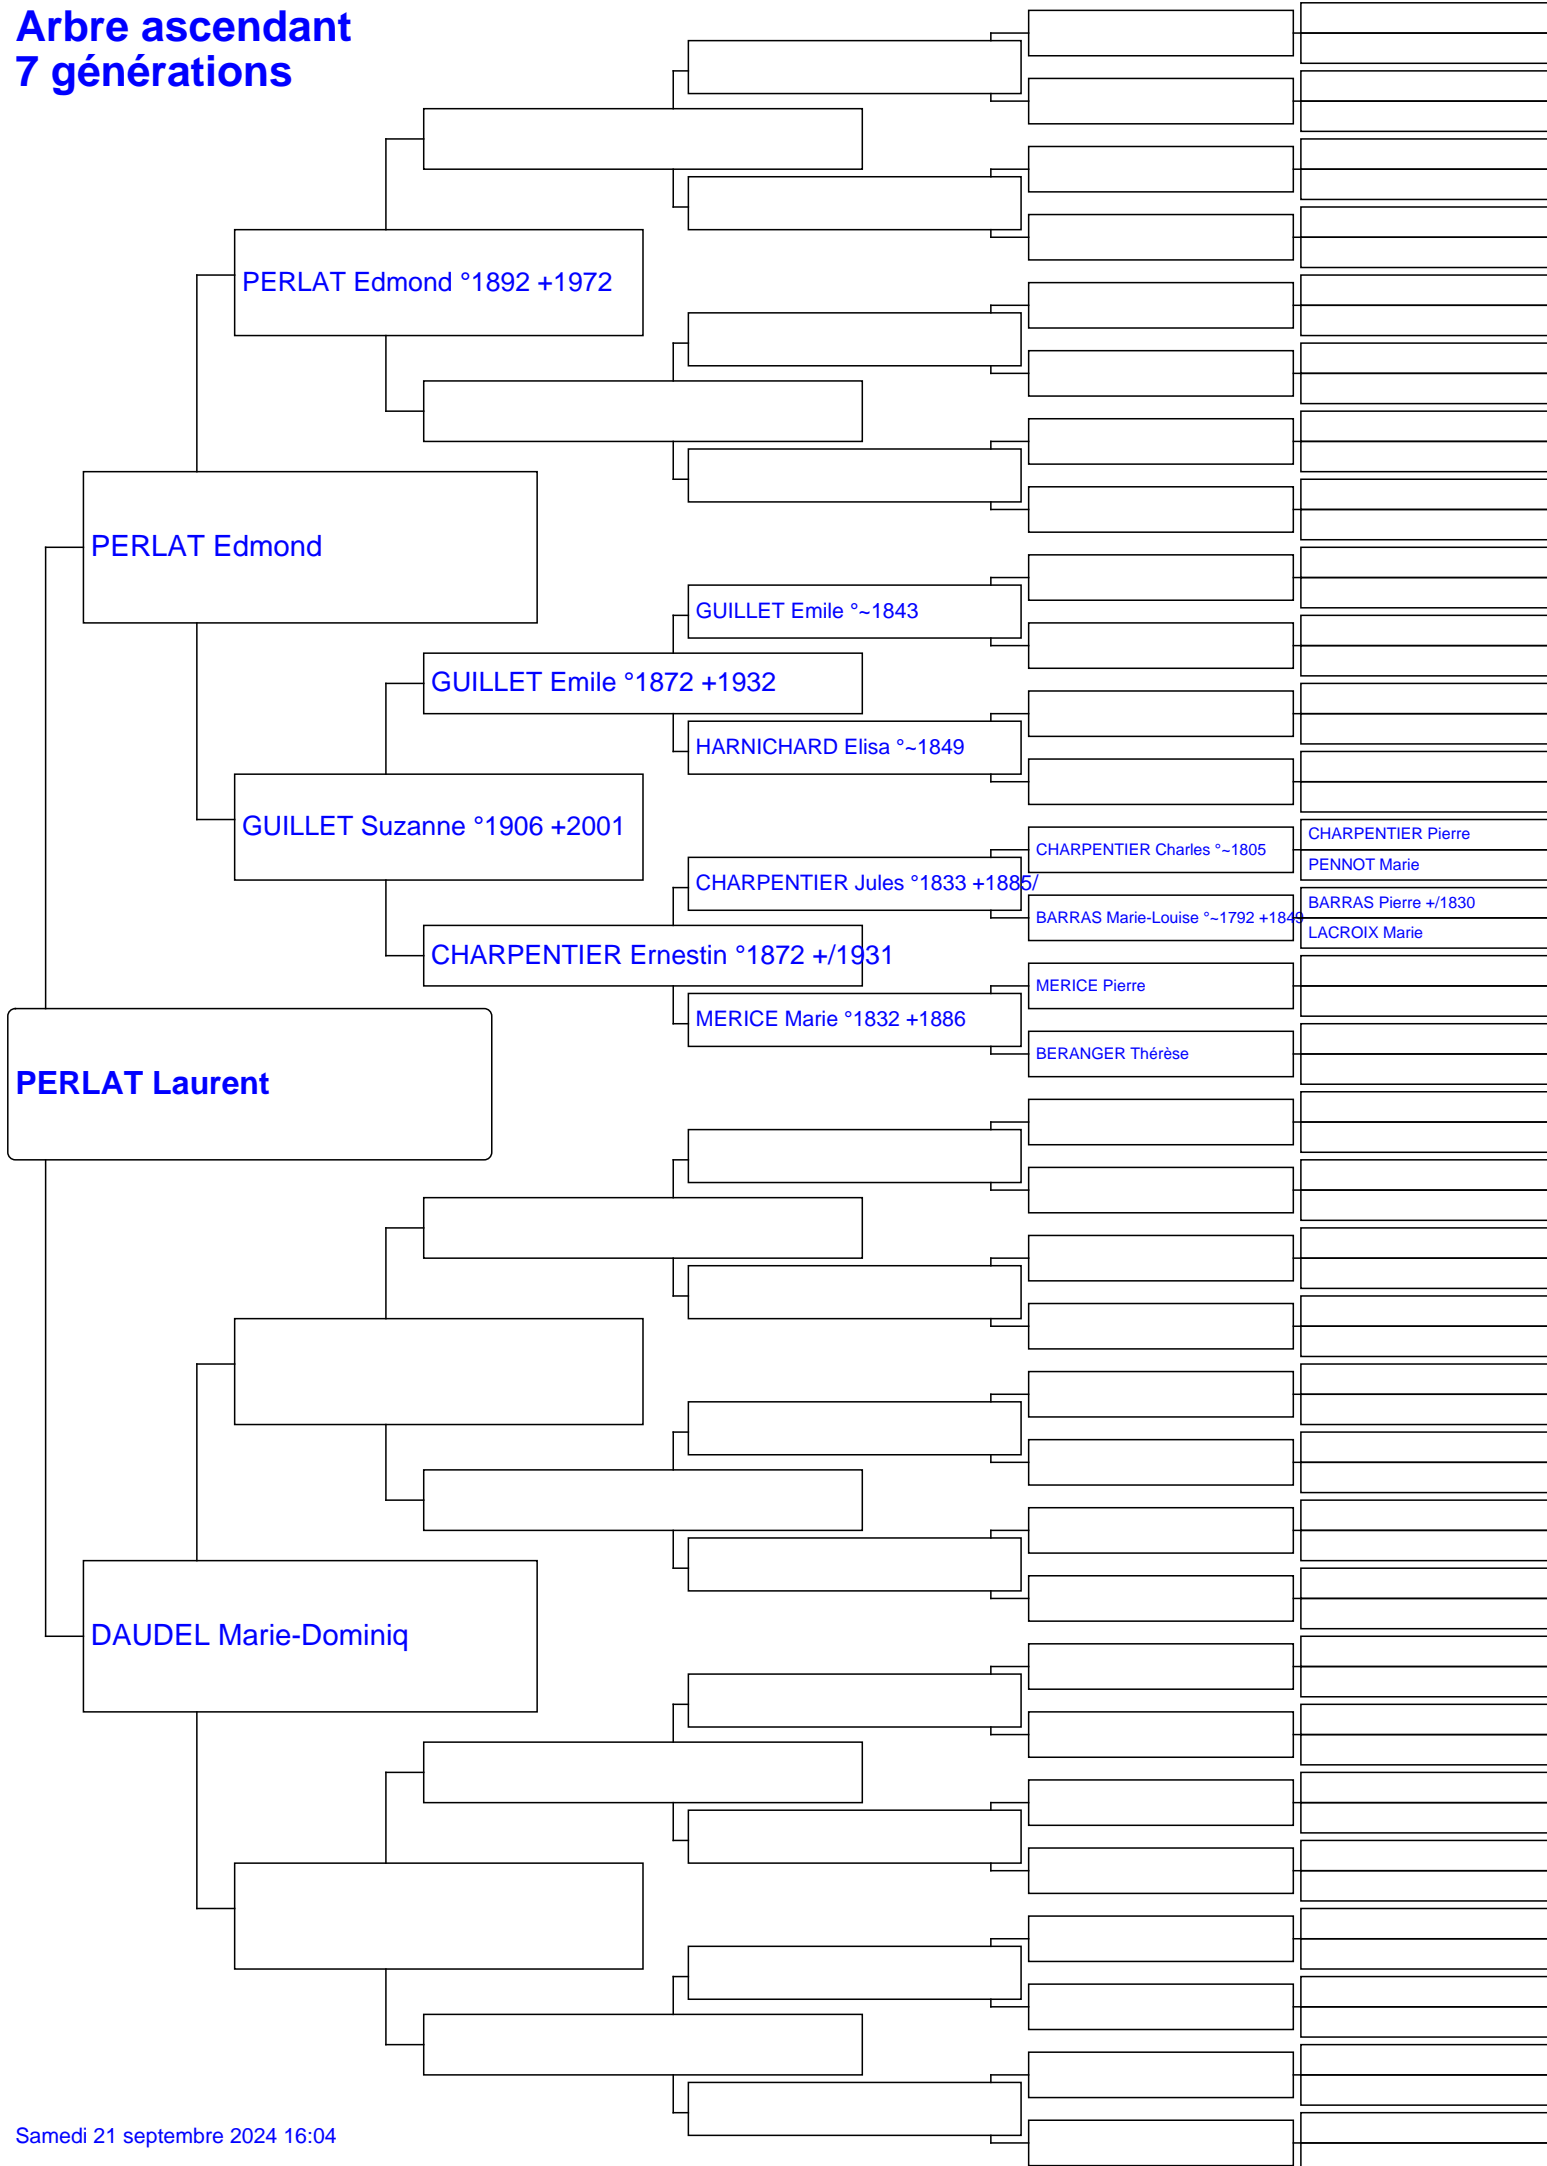 Arbre ascendant
7 générations
PERLAT Edmond °1892 +1972
PERLAT Edmond
GUILLET Emile °~1843
GUILLET Emile °1872 +1932
HARNICHARD Elisa °~1849
GUILLET Suzanne °1906 +2001
CHARPENTIER Pierre
CHARPENTIER Charles °~1805
PENNOT Marie
CHARPENTIER Jules °1833 +1885/
BARRAS Pierre +/1830
BARRAS Marie-Louise °~1792 +1849
LACROIX Marie
CHARPENTIER Ernestin °1872 +/1931
MERICE Pierre
MERICE Marie °1832 +1886
BERANGER Thérèse
PERLAT Laurent
DAUDEL Marie-Dominiq
Samedi 21 septembre 2024 16:04